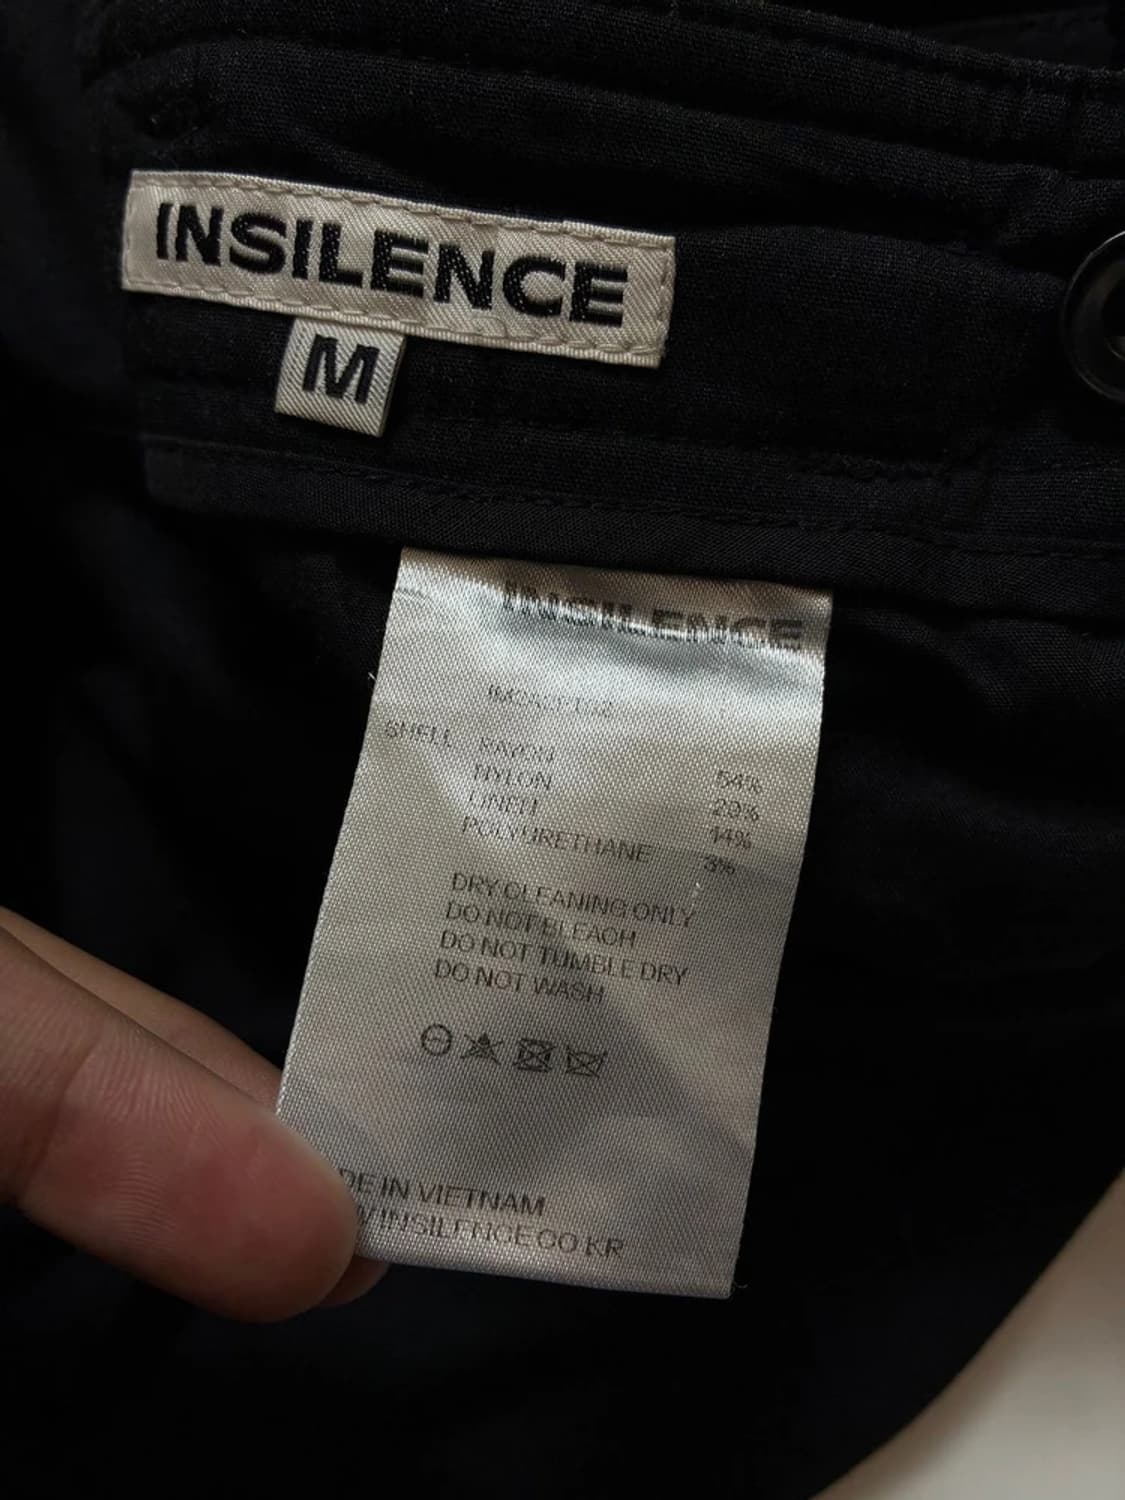 INSILENCE
M
INSILENCE
SHELL RAYON 54%
NYLON 29%
LINEN 14%
POLYURETHANE 3%
DRY CLEANING ONLY
DO NOT BLEACH
DO NOT TUMBLE DRY
DO NOT WASH
DE IN VIETNAM
INSILENCE.CO.KR